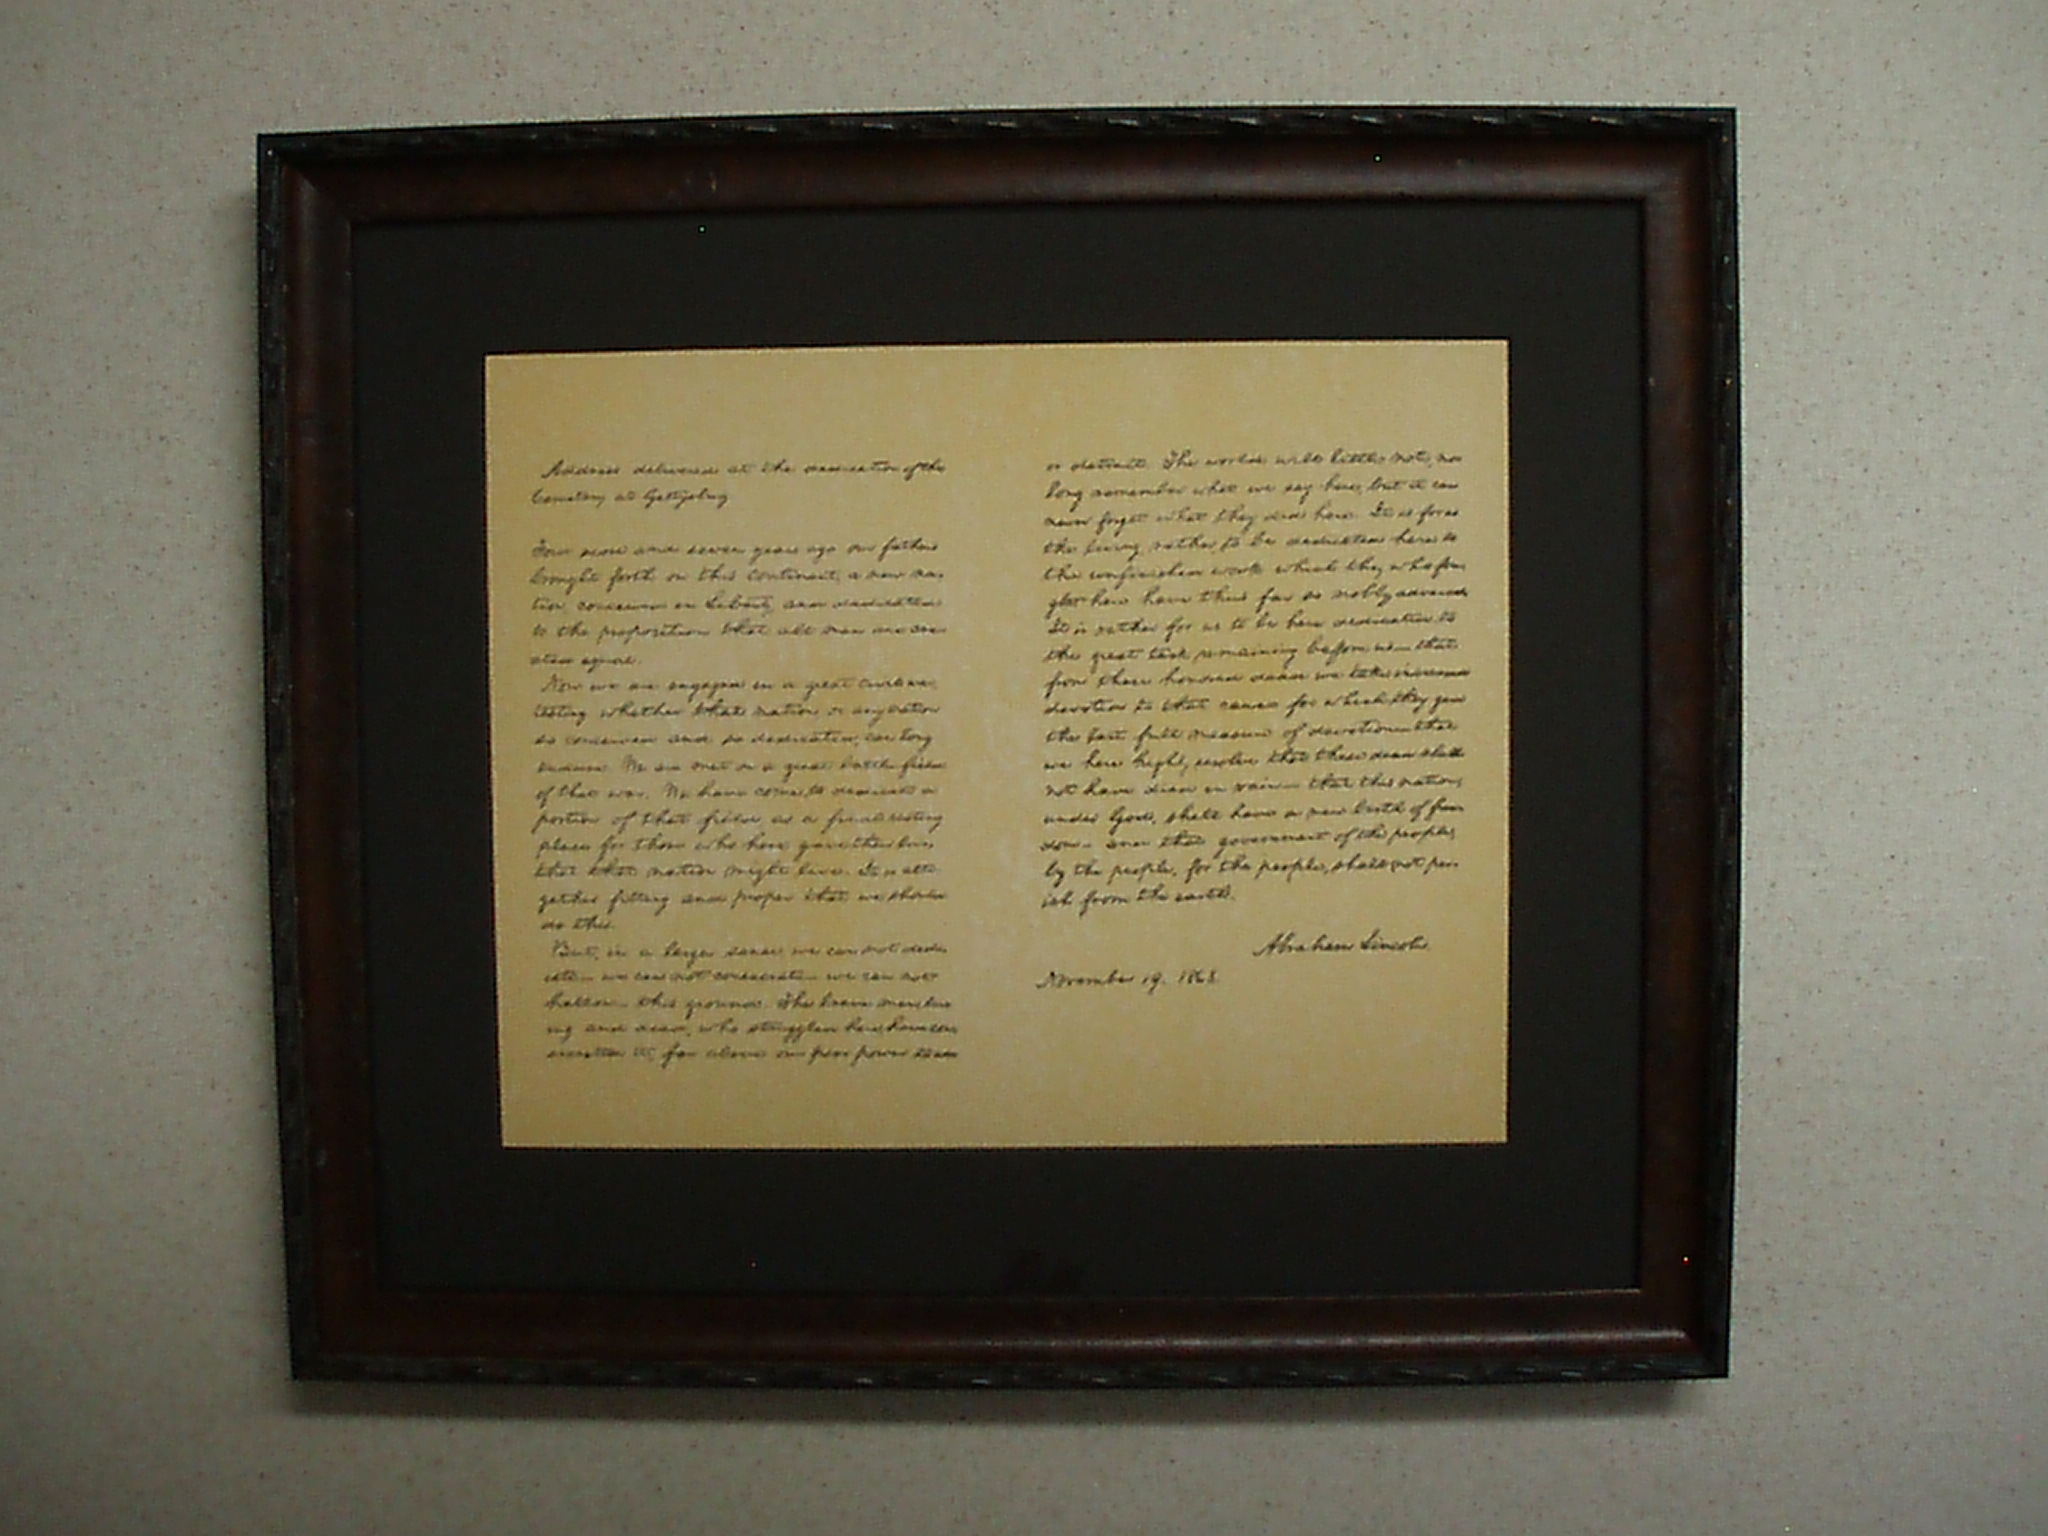 Address delivered at the dedication of the
Cemetery at Gettysburg
Four score and seven years ago our fathers
brought forth on this continent, a new na-
tion, conceived in Liberty, and dedicated
to the proposition that all men are cre-
ated equal.
Now we are engaged in a great civil war,
testing whether that nation, or any nation
so conceived and so dedicated, can long
endure. We are met on a great battle-field
of that war. We have come to dedicate a
portion of that field, as a final resting
place for those who here gave their lives
that that nation might live. It is alto-
gether fitting and proper that we should
do this.
But, in a larger sense, we can not dedi-
cate— we can not consecrate— we can not
hallow— this ground. The brave men, liv-
ing and dead, who struggled here, have con-
secrated it, far above our poor power to add
or detract. The world will little note, nor
long remember what we say here, but it can
never forget what they did here. It is for us
the living, rather, to be dedicated here to
the unfinished work which they who fou-
ght here have thus far so nobly advanced.
It is rather for us to be here dedicated to
the great task remaining before us— that
from these honored dead we take increased
devotion to that cause for which they gave
the last full measure of devotion— that
we here highly resolve that these dead shall
not have died in vain— that this nation,
under God, shall have a new birth of free-
dom— and that government of the people,
by the people, for the people, shall not per-
ish from the earth.
Abraham Lincoln.
November 19. 1863.